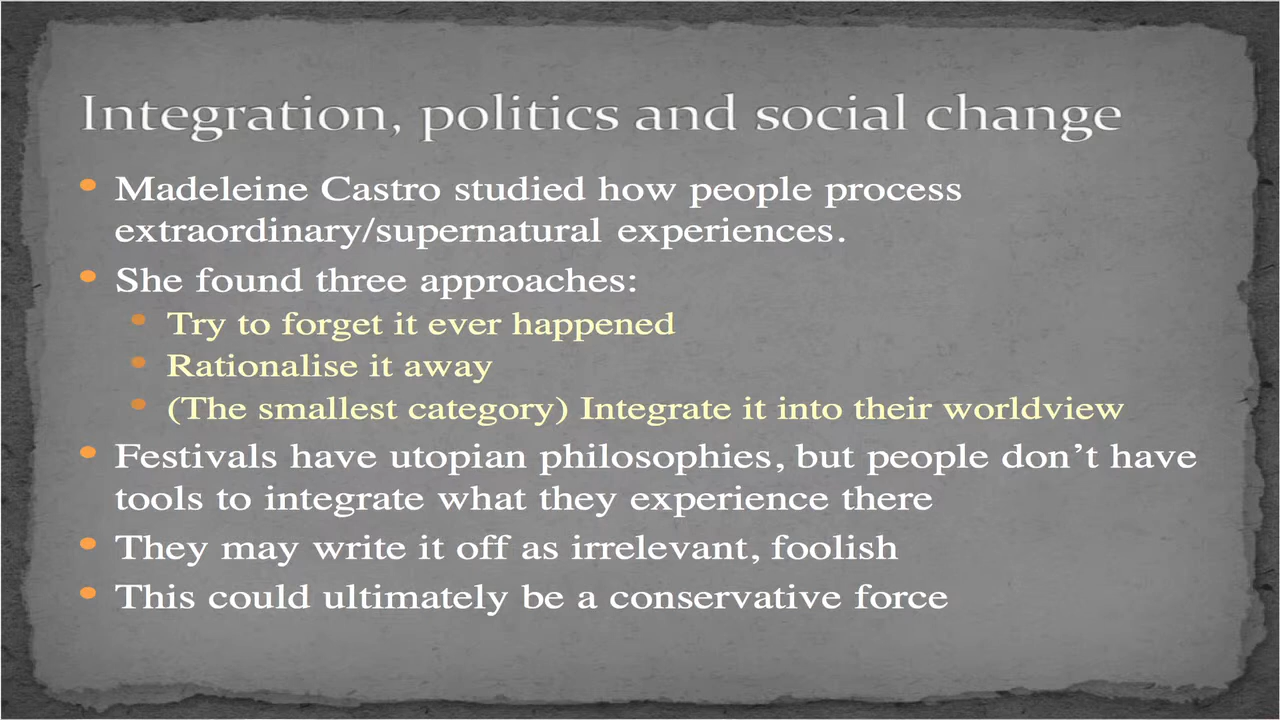 Integration, politics and social change
Madeleine Castro studied how people process
extraordinary/supernatural experiences.
She found three approaches:
Try to forget it ever happened
Rationalise it away
(The smallest category) Integrate it into their worldview
Festivals have utopian philosophies, but people don’t have
tools to integrate what they experience there
They may write it off as irrelevant, foolish
This could ultimately be a conservative force